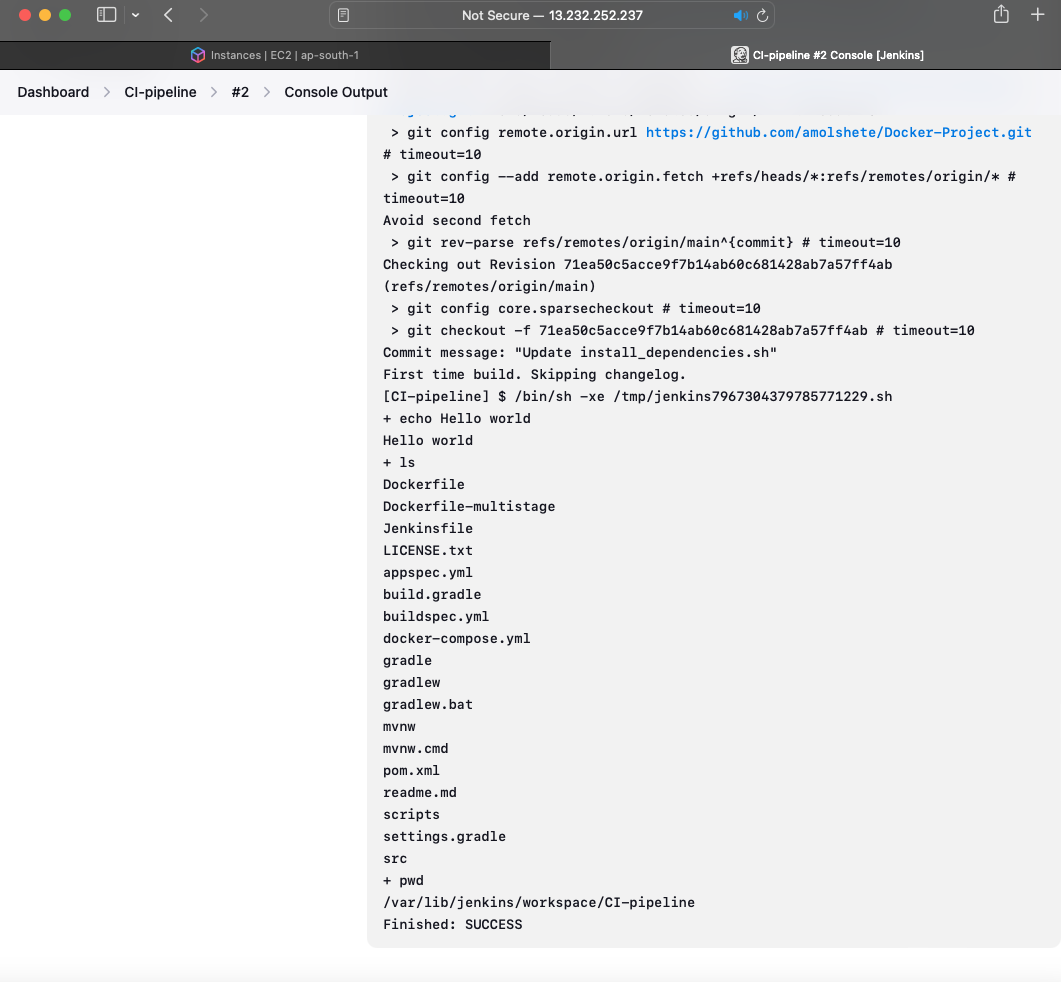 Not Secure — 13.232.252.237
Instances | EC2 | ap-south-1
CI-pipeline #2 Console [Jenkins]
Dashboard > CI-pipeline > #2 > Console Output
> git config remote.origin.url https://github.com/amolshete/Docker-Project.git
# timeout=10
> git config --add remote.origin.fetch +refs/heads/*:refs/remotes/origin/* #
timeout=10
Avoid second fetch
> git rev-parse refs/remotes/origin/main^{commit} # timeout=10
Checking out Revision 71ea50c5acce9f7b14ab60c681428ab7a57ff4ab
(refs/remotes/origin/main)
> git config core.sparsecheckout # timeout=10
> git checkout -f 71ea50c5acce9f7b14ab60c681428ab7a57ff4ab # timeout=10
Commit message: "Update install_dependencies.sh"
First time build. Skipping changelog.
[CI-pipeline] $ /bin/sh -xe /tmp/jenkins7967304379785771229.sh
+ echo Hello world
Hello world
+ ls
Dockerfile
Dockerfile-multistage
Jenkinsfile
LICENSE.txt
appspec.yml
build.gradle
buildspec.yml
docker-compose.yml
gradle
gradlew
gradlew.bat
mvnw
mvnw.cmd
pom.xml
readme.md
scripts
settings.gradle
src
+ pwd
/var/lib/jenkins/workspace/CI-pipeline
Finished: SUCCESS